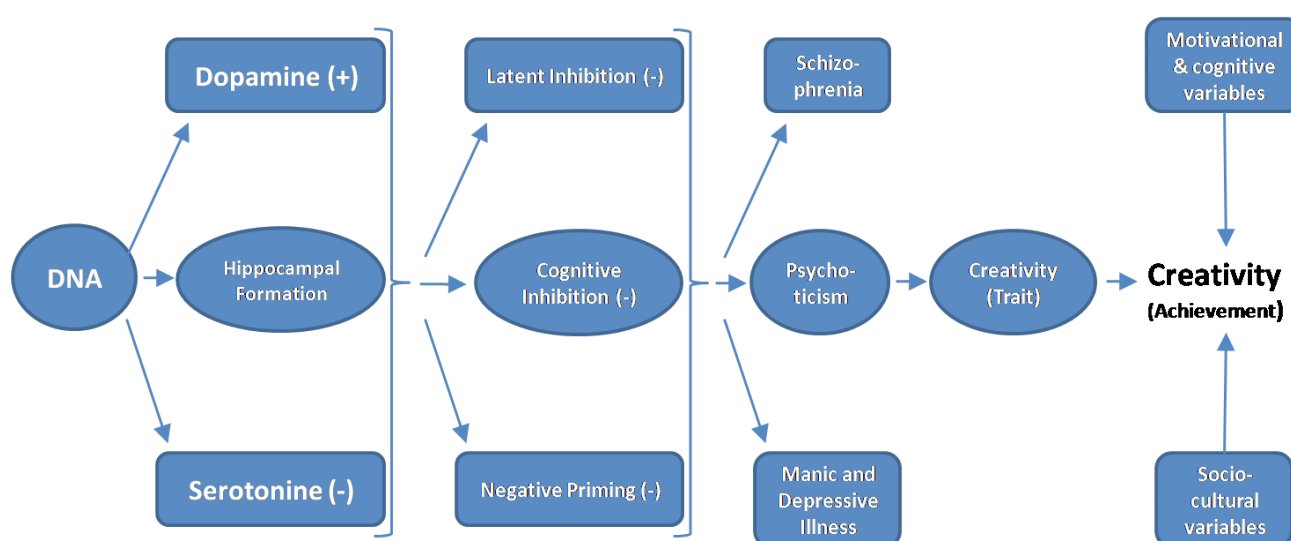 Dopamine (+)
Latent Inhibition (-)
Schizo-
phrenia
Motivational
& cognitive
variables
DNA
Hippocampal
Formation
Cognitive
Inhibition (-)
Psycho-
ticism
Creativity
(Trait)
Creativity
(Achievement)
Serotonine (-)
Negative Priming (-)
Manic and
Depressive
Illness
Socio-
cultural
variables